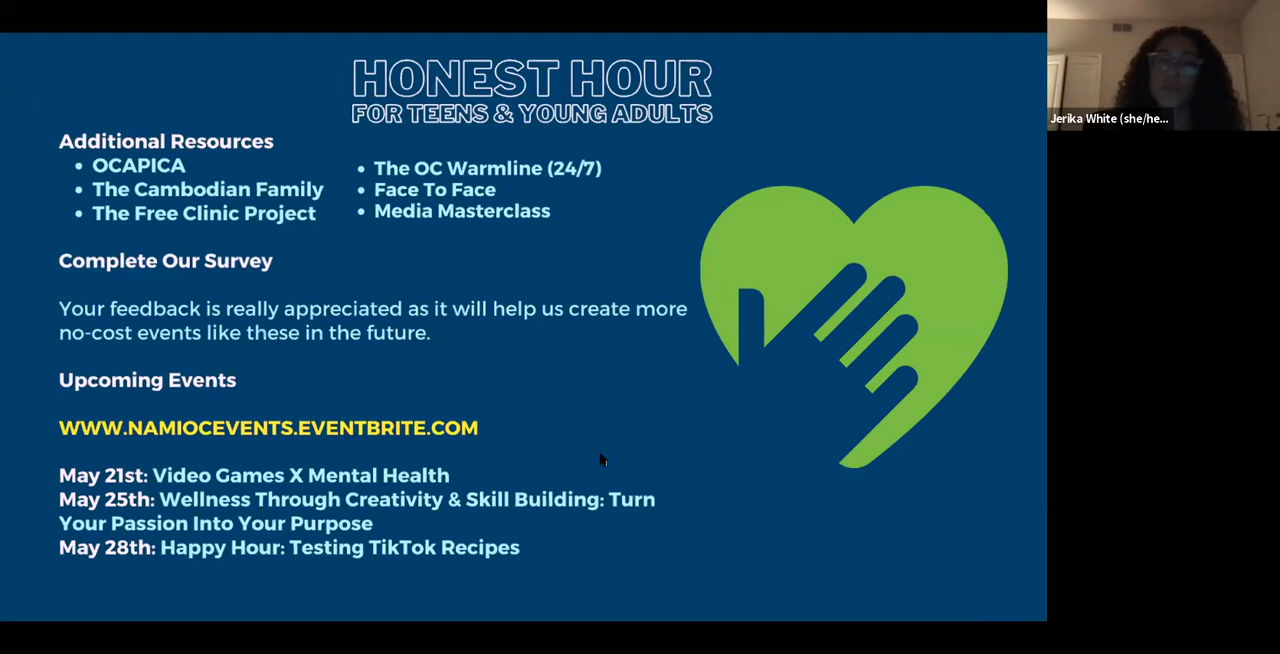 HONEST HOUR
FOR TEENS & YOUNG ADULTS
Additional Resources
• OCAPICA
• The Cambodian Family
• The Free Clinic Project
• The OC Warmline (24/7)
• Face To Face
• Media Masterclass
Complete Our Survey
Your feedback is really appreciated as it will help us create more
no-cost events like these in the future.
Upcoming Events
WWW.NAMIOCEVENTS.EVENTBRITE.COM
May 21st: Video Games X Mental Health
May 25th: Wellness Through Creativity & Skill Building: Turn
Your Passion Into Your Purpose
May 28th: Happy Hour: Testing TikTok Recipes
Jerika White (she/he...